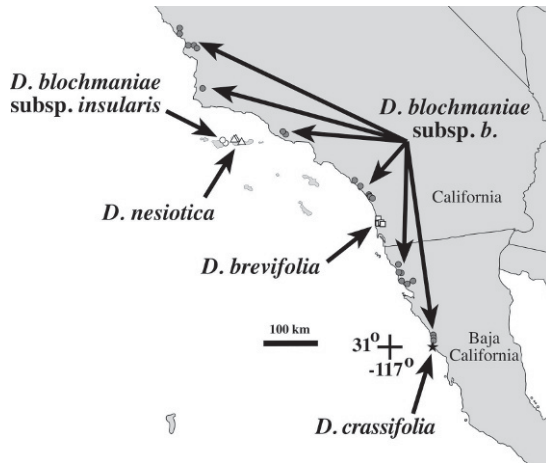 D. blochmaniae
subsp. insularis
D. blochmaniae
subsp. b.
D. nesiotica
California
D. brevifolia
100 km
31°
-117°
Baja
California
D. crassifolia